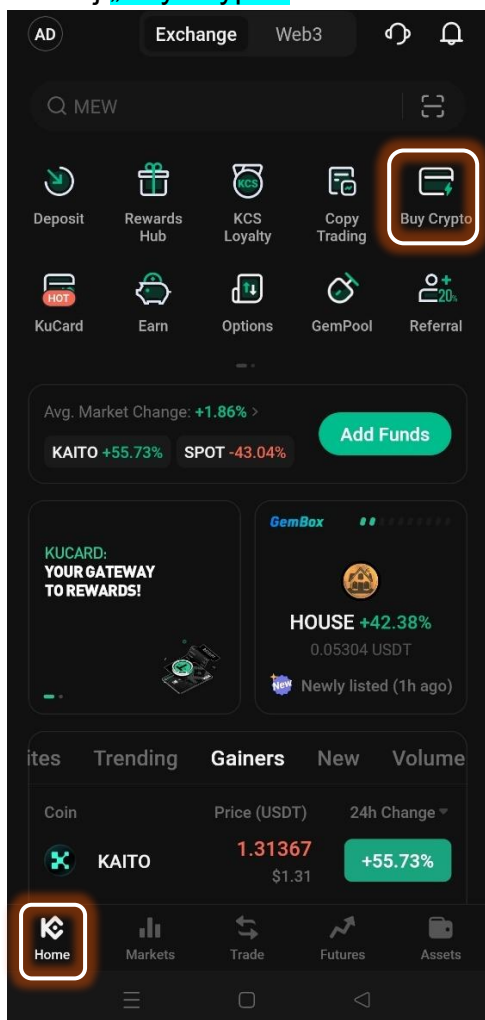 AD
Exchange Web3
MEW
Deposit
Rewards Hub
KCS
KCS Loyalty
Copy Trading
Buy Crypto
HOT
KuCard
Earn
Options
GemPool
+
20%
Referral
Avg. Market Change: +1.86% >
KAITO +55.73% SPOT -43.04%
Add Funds
KUCARD:
YOUR GATEWAY
TO REWARDS!
GemBox
HOUSE +42.38%
0.05304 USDT
New
Newly listed (1h ago)
ites Trending Gainers New Volume
Coin Price (USDT) 24h Change
KAITO 1.31367 +55.73%
$1.31
Home Markets Trade Futures Assets